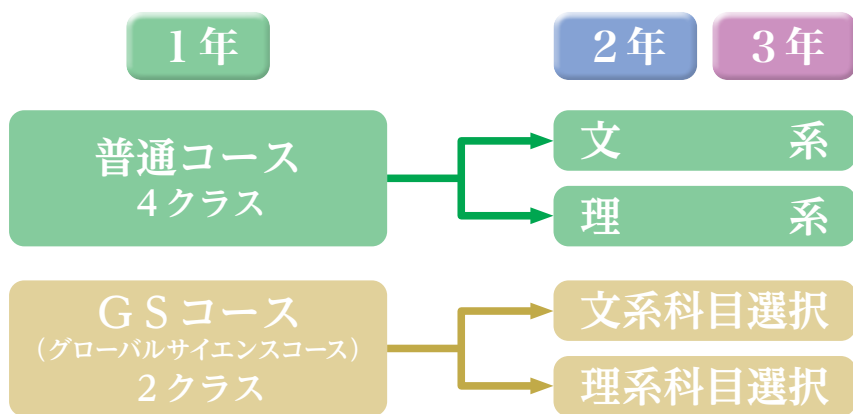 1年
2年
3年
普通コース
4クラス
文系
理系
GSコース
(グローバルサイエンスコース)
2クラス
文系科目選択
理系科目選択